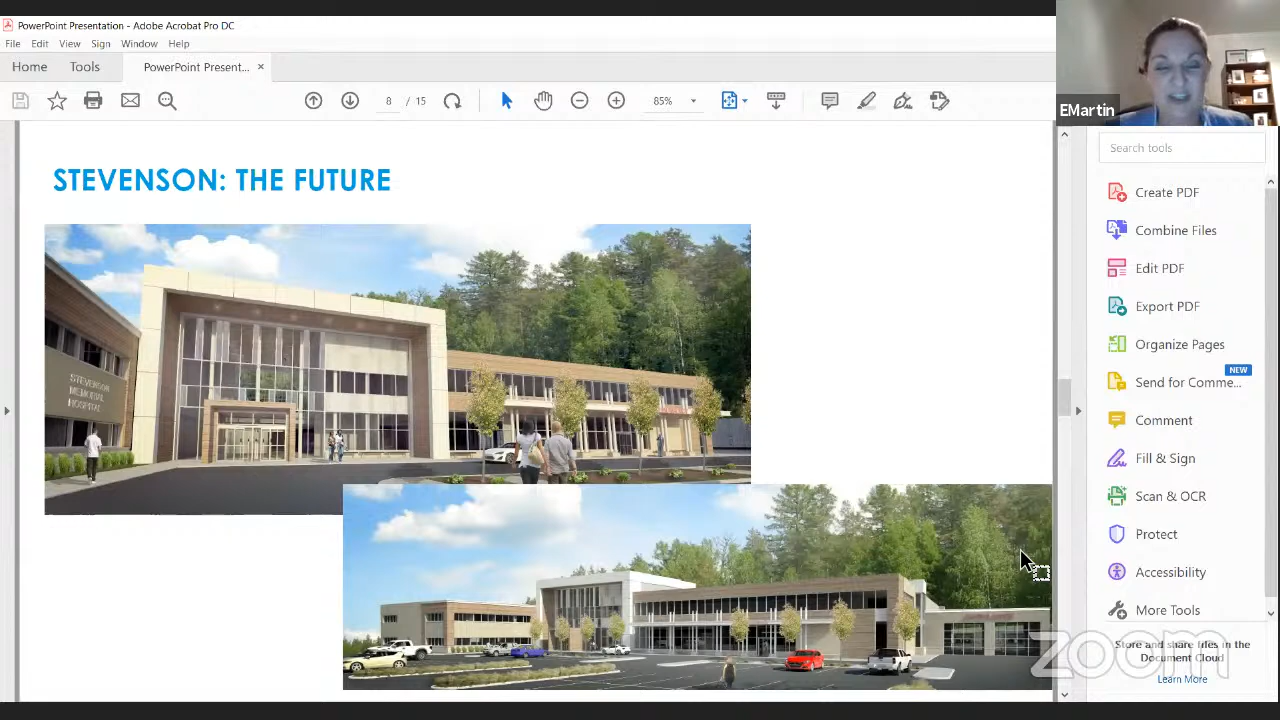 PowerPoint Presentation - Adobe Acrobat Pro DC
File Edit View Sign Window Help
Home Tools PowerPoint Present... ×
8 / 15 85%
EMartin
STEVENSON: THE FUTURE
STEVENSON
MEMORIAL
HOSPITAL
Search tools
Create PDF
Combine Files
Edit PDF
Export PDF
Organize Pages
NEW
Send for Comme...
Comment
Fill & Sign
Scan & OCR
Protect
Accessibility
More Tools
zoom
Store and share files in the
Document Cloud
Learn More